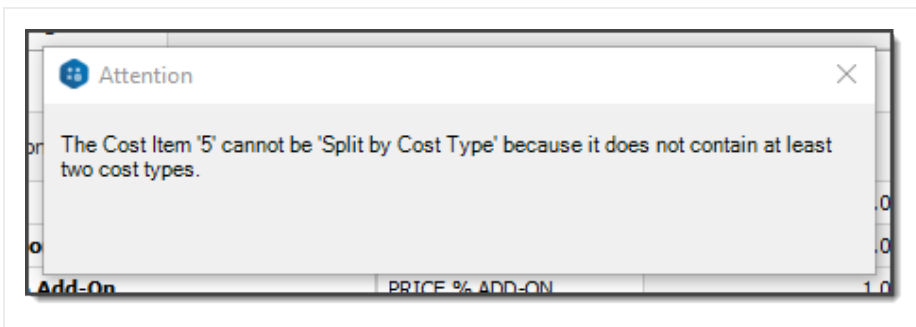 Attention
The Cost Item '5' cannot be 'Split by Cost Type' because it does not contain at least
two cost types.
Add-On PRICE % ADD-ON 1.0